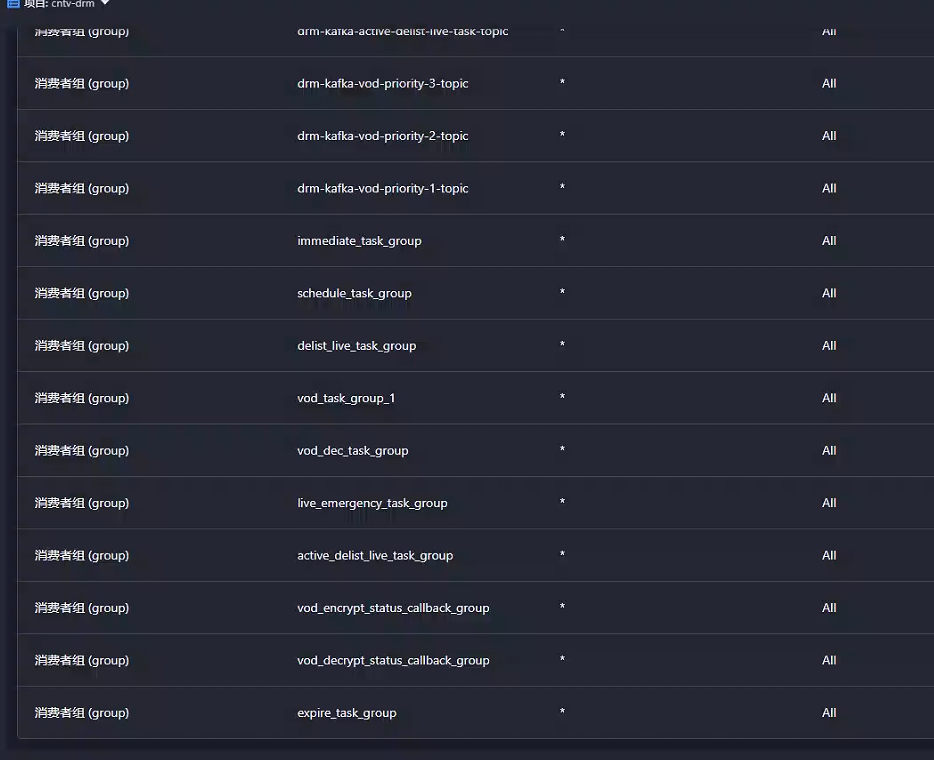 项目: cntv-drm
消费者组 (group) drm-kafka-active-delist-live-task-topic * All
消费者组 (group) drm-kafka-vod-priority-3-topic * All
消费者组 (group) drm-kafka-vod-priority-2-topic * All
消费者组 (group) drm-kafka-vod-priority-1-topic * All
消费者组 (group) immediate_task_group * All
消费者组 (group) schedule_task_group * All
消费者组 (group) delist_live_task_group * All
消费者组 (group) vod_task_group_1 * All
消费者组 (group) vod_dec_task_group * All
消费者组 (group) live_emergency_task_group * All
消费者组 (group) active_delist_live_task_group * All
消费者组 (group) vod_encrypt_status_callback_group * All
消费者组 (group) vod_decrypt_status_callback_group * All
消费者组 (group) expire_task_group * All